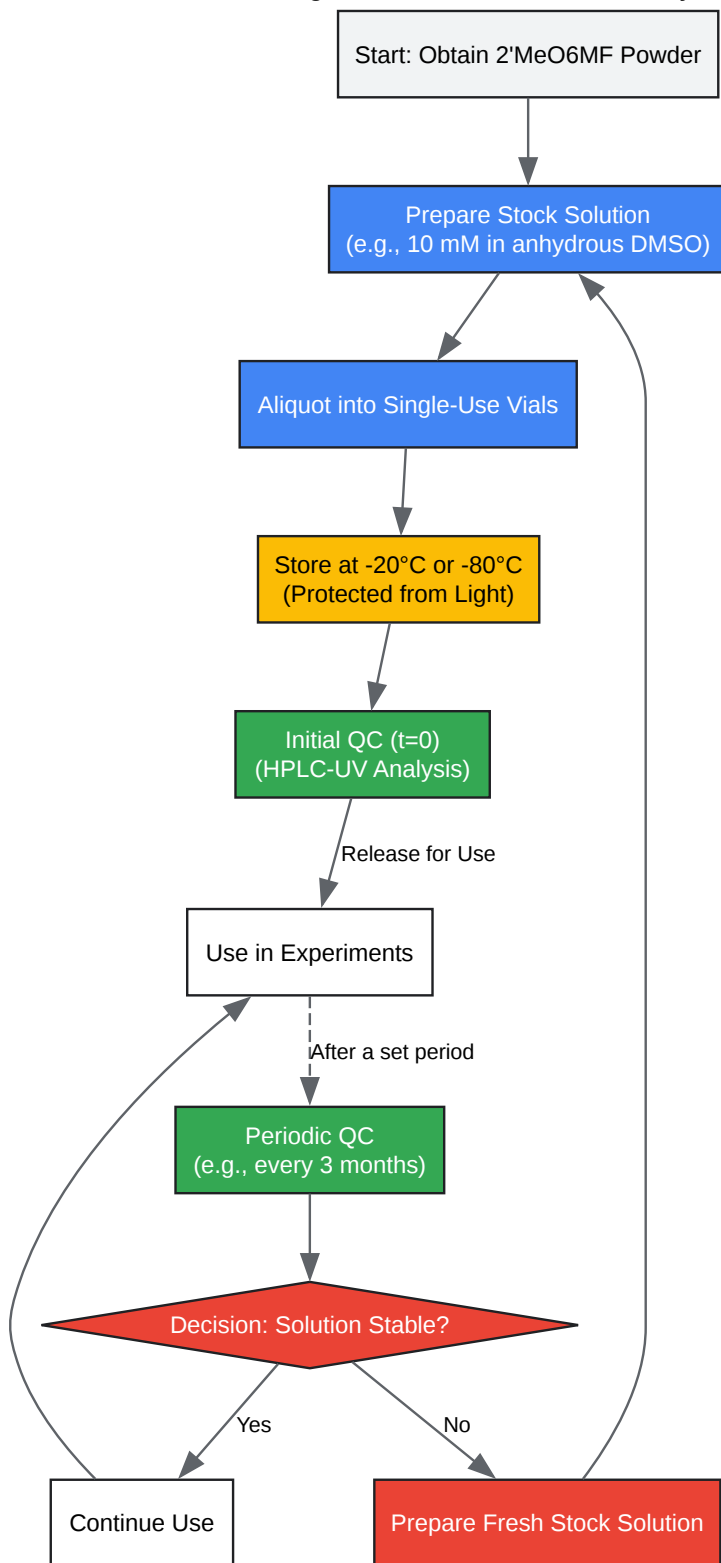 Start: Obtain 2'MeO6MF Powder
Prepare Stock Solution
(e.g., 10 mM in anhydrous DMSO)
Aliquot into Single-Use Vials
Store at -20°C or -80°C
(Protected from Light)
Initial QC (t=0)
(HPLC-UV Analysis)
Release for Use
Use in Experiments
After a set period
Periodic QC
(e.g., every 3 months)
Decision: Solution Stable?
Yes
No
Continue Use
Prepare Fresh Stock Solution